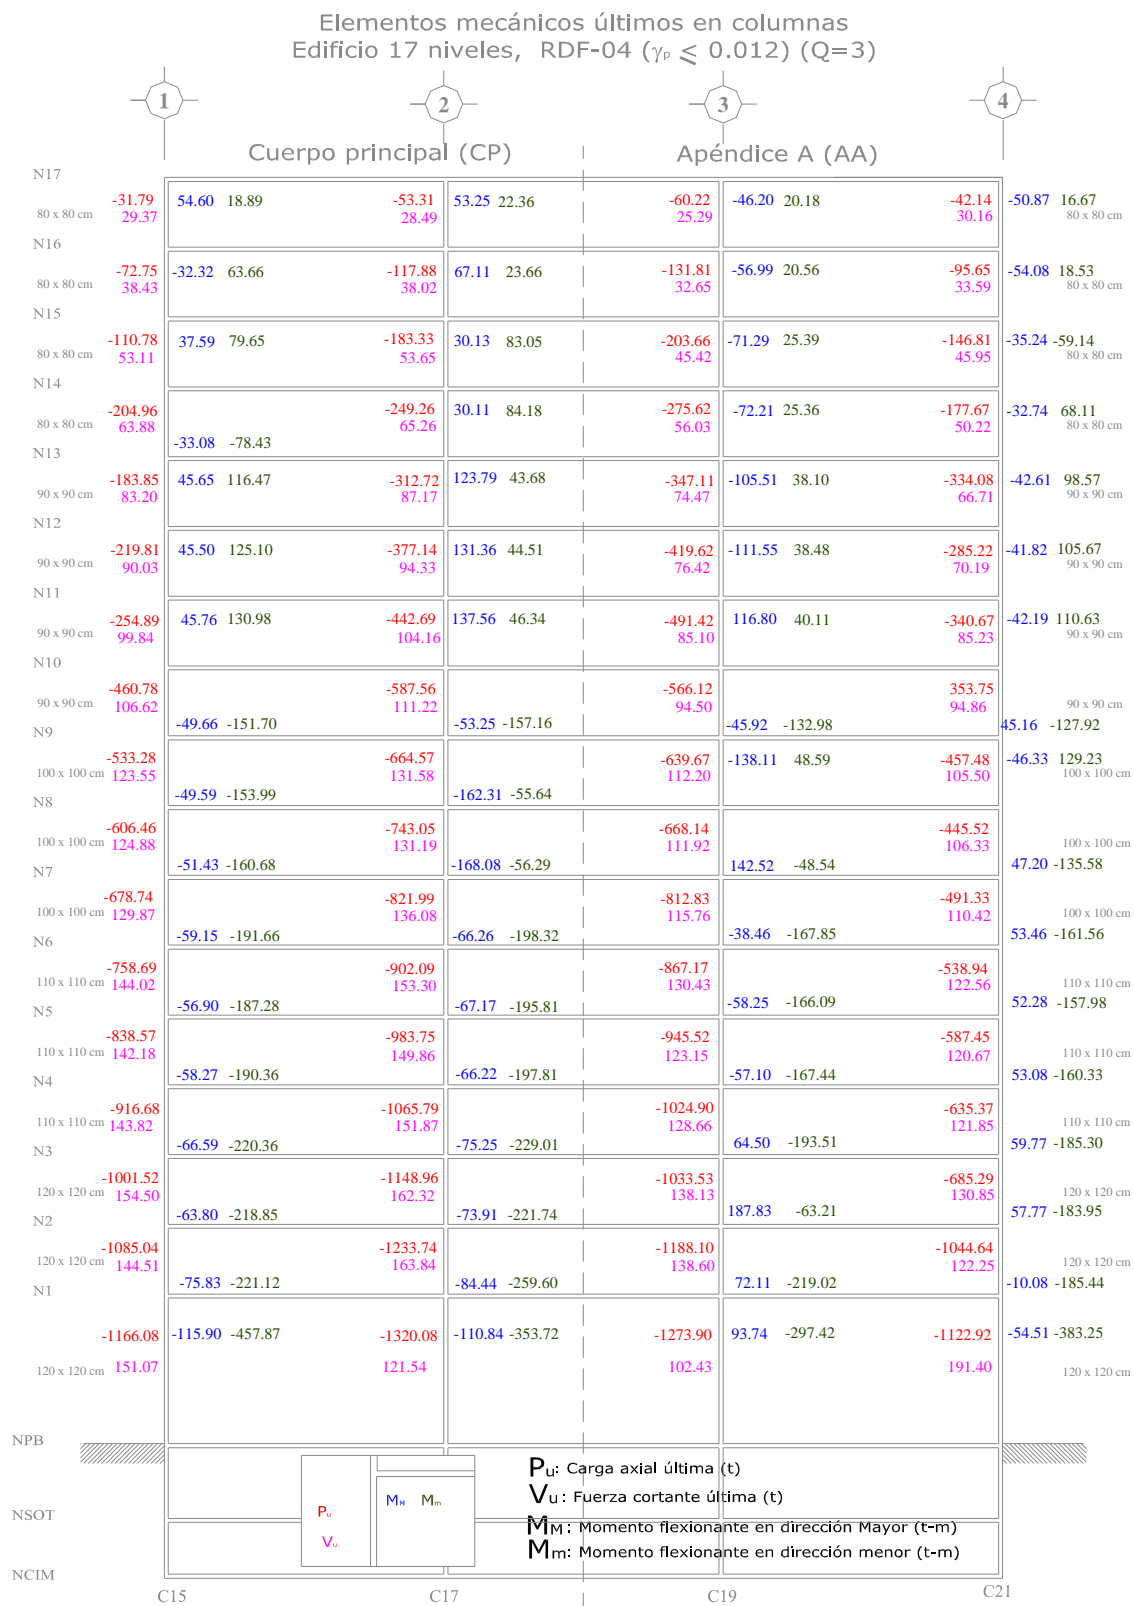 Elementos mecánicos últimos en columnas
Edificio 17 niveles, RDF-04 (γp ⩽ 0.012) (Q=3)
1 2 3 4
Cuerpo principal (CP) Apéndice A (AA)
N17
-31.79 54.60 18.89 -53.31 53.25 22.36 -60.22 -46.20 20.18 -42.14 -50.87 16.67
80 x 80 cm 29.37 28.49 25.29 30.16 80 x 80 cm
N16
-72.75 -32.32 63.66 -117.88 67.11 23.66 -131.81 -56.99 20.56 -95.65 -54.08 18.53
80 x 80 cm 38.43 38.02 32.65 33.59 80 x 80 cm
N15
-110.78 37.59 79.65 -183.33 30.13 83.05 -203.66 -71.29 25.39 -146.81 -35.24 -59.14
80 x 80 cm 53.11 53.65 45.42 45.95 80 x 80 cm
N14
-204.96 -249.26 30.11 84.18 -275.62 -72.21 25.36 -177.67 -32.74 68.11
80 x 80 cm 63.88 65.26 56.03 50.22 80 x 80 cm
-33.08 -78.43
N13
-183.85 45.65 116.47 -312.72 123.79 43.68 -347.11 -105.51 38.10 -334.08 -42.61 98.57
90 x 90 cm 83.20 87.17 74.47 66.71 90 x 90 cm
N12
-219.81 45.50 125.10 -377.14 131.36 44.51 -419.62 -111.55 38.48 -285.22 -41.82 105.67
90 x 90 cm 90.03 94.33 76.42 70.19 90 x 90 cm
N11
-254.89 45.76 130.98 -442.69 137.56 46.34 -491.42 116.80 40.11 -340.67 -42.19 110.63
90 x 90 cm 99.84 104.16 85.10 85.23 90 x 90 cm
N10
-460.78 -587.56 -566.12 353.75
90 x 90 cm 106.62 111.22 94.50 94.86 90 x 90 cm
-49.66 -151.70 -53.25 -157.16 -45.92 -132.98 45.16 -127.92
N9
-533.28 -664.57 -639.67 -138.11 48.59 -457.48 -46.33 129.23
100 x 100 cm 123.55 131.58 112.20 105.50 100 x 100 cm
-49.59 -153.99 -162.31 -55.64
N8
-606.46 -743.05 -668.14 -445.52
100 x 100 cm 124.88 131.19 111.92 106.33 100 x 100 cm
-51.43 -160.68 -168.08 -56.29 142.52 -48.54 47.20 -135.58
N7
-678.74 -821.99 -812.83 -491.33
100 x 100 cm 129.87 136.08 115.76 110.42 100 x 100 cm
-59.15 -191.66 -66.26 -198.32 -38.46 -167.85 53.46 -161.56
N6
-758.69 -902.09 -867.17 -538.94
110 x 110 cm 144.02 153.30 130.43 122.56 110 x 110 cm
-56.90 -187.28 -67.17 -195.81 -58.25 -166.09 52.28 -157.98
N5
-838.57 -983.75 -945.52 -587.45
110 x 110 cm 142.18 149.86 123.15 120.67 110 x 110 cm
-58.27 -190.36 -66.22 -197.81 -57.10 -167.44 53.08 -160.33
N4
-916.68 -1065.79 -1024.90 -635.37
110 x 110 cm 143.82 151.87 128.66 121.85 110 x 110 cm
-66.59 -220.36 -75.25 -229.01 64.50 -193.51 59.77 -185.30
N3
-1001.52 -1148.96 -1033.53 -685.29
120 x 120 cm 154.50 162.32 138.13 130.85 120 x 120 cm
-63.80 -218.85 -73.91 -221.74 187.83 -63.21 57.77 -183.95
N2
-1085.04 -1233.74 -1188.10 -1044.64
120 x 120 cm 144.51 163.84 138.60 122.25 120 x 120 cm
-75.83 -221.12 -84.44 -259.60 72.11 -219.02 -10.08 -185.44
N1
-1166.08 -115.90 -457.87 -1320.08 -110.84 -353.72 -1273.90 93.74 -297.42 -1122.92 -54.51 -383.25
120 x 120 cm 151.07 121.54 102.43 191.40 120 x 120 cm
NPB
Pu: Carga axial última (t)
MM Mm Vu: Fuerza cortante última (t)
Pu
NSOT
MM: Momento flexionante en dirección Mayor (t-m)
Vu
Mm: Momento flexionante en dirección menor (t-m)
NCIM
C15 C17 C19 C21